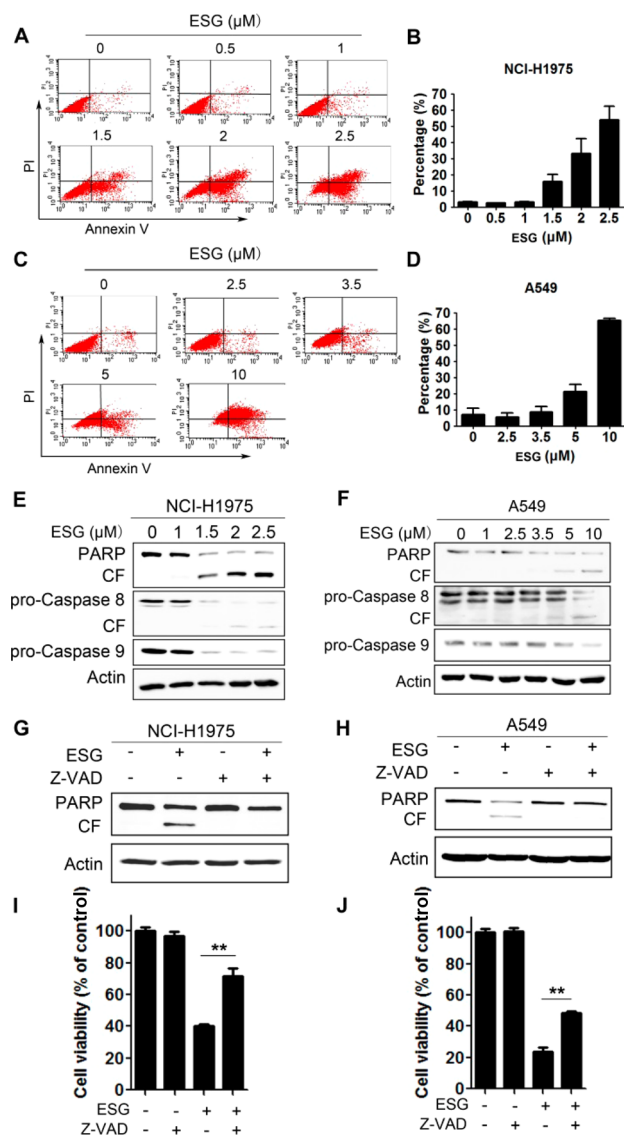 A
ESG (μM)
0 0.5 1
1.5 2 2.5
PI
Annexin V
B
NCI-H1975
Percentage (%)
70
60
50
40
30
20
10
0
0 0.5 1 1.5 2 2.5
ESG (μM)
C
ESG (μM)
0 2.5 3.5
5 10
PI
Annexin V
D
A549
Percentage (%)
70
60
50
40
30
20
10
0
0 2.5 3.5 5 10
ESG (μM)
E
NCI-H1975
ESG (μM) 0 1 1.5 2 2.5
PARP
CF
pro-Caspase 8
CF
pro-Caspase 9
Actin
F
A549
ESG (μM) 0 1 2.5 3.5 5 10
PARP
CF
pro-Caspase 8
CF
pro-Caspase 9
Actin
G
NCI-H1975
ESG - + - +
Z-VAD - - + +
PARP
CF
Actin
H
A549
ESG - + - +
Z-VAD - - + +
PARP
CF
Actin
I
Cell viability (% of control)
100
80
60
40
20
0
**
ESG - - + +
Z-VAD - + - +
J
Cell viability (% of control)
100
80
60
40
20
0
**
ESG - - + +
Z-VAD - + - +